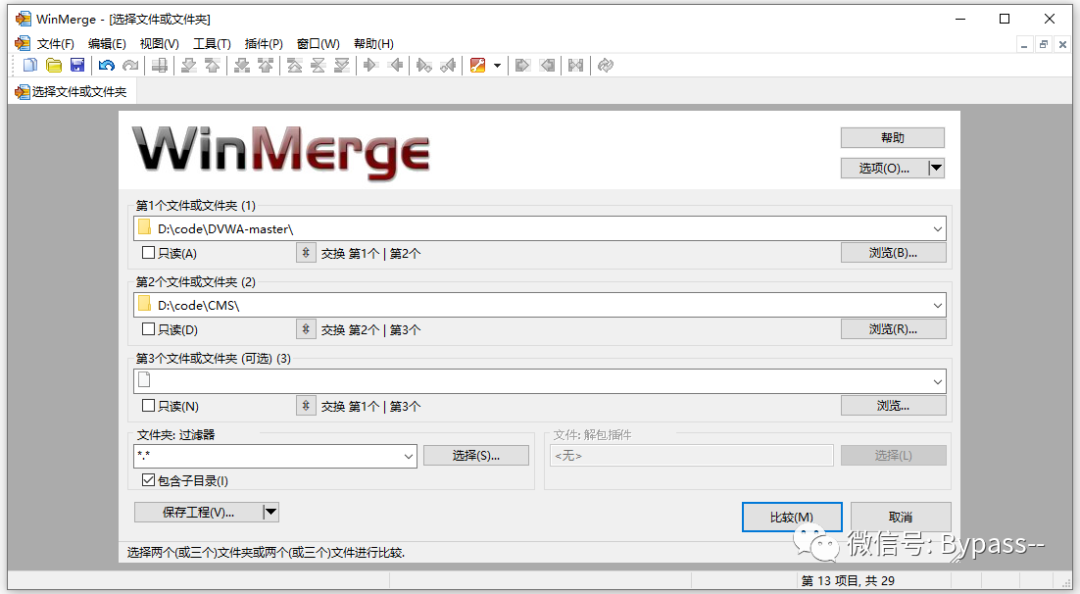 WinMerge - [选择文件或文件夹]
文件(F) 编辑(E) 视图(V) 工具(T) 插件(P) 窗口(W) 帮助(H)
选择文件或文件夹
WinMerge
帮助
选项(O)...
第1个文件或文件夹 (1)
D:\code\DVWA-master\
只读(A) 交换 第1个 | 第2个 浏览(B)...
第2个文件或文件夹 (2)
D:\code\CMS\
只读(D) 交换 第2个 | 第3个 浏览(R)...
第3个文件或文件夹 (可选) (3)
只读(N) 交换 第1个 | 第3个 浏览...
文件夹: 过滤器 文件: 解包插件
*.* 选择(S)... <无> 选择(L)
包含子目录(I)
保存工程(V)... 比较(M) 取消
微信号: Bypass--
选择两个(或三个)文件夹或两个(或三个)文件进行比较.
第 13 项目, 共 29